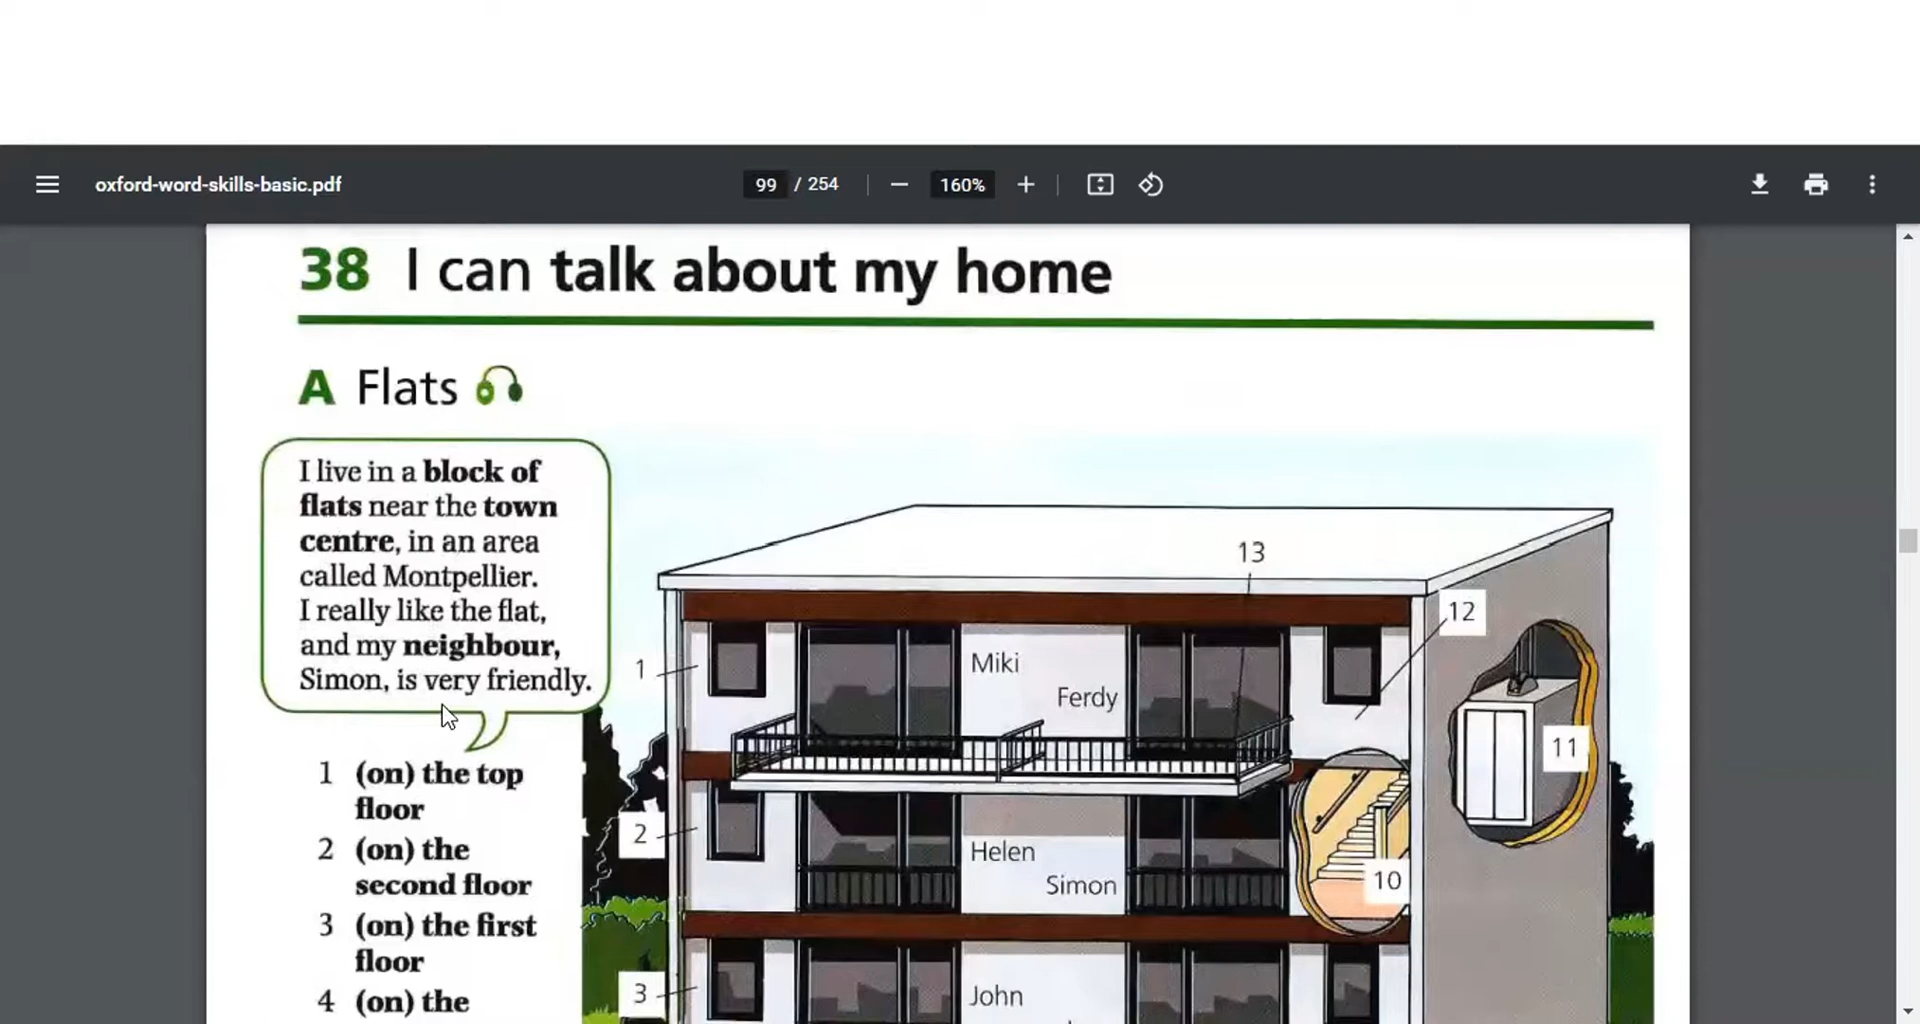 oxford-word-skills-basic.pdf
99 / 254
160%
38 I can talk about my home
A Flats
I live in a block of
flats near the town
centre, in an area
called Montpellier.
I really like the flat,
and my neighbour,
Simon, is very friendly.
1 (on) the top
floor
2 (on) the
second floor
3 (on) the first
floor
4 (on) the
13
12
1
Miki
Ferdy
11
2
Helen
Simon
10
3
John